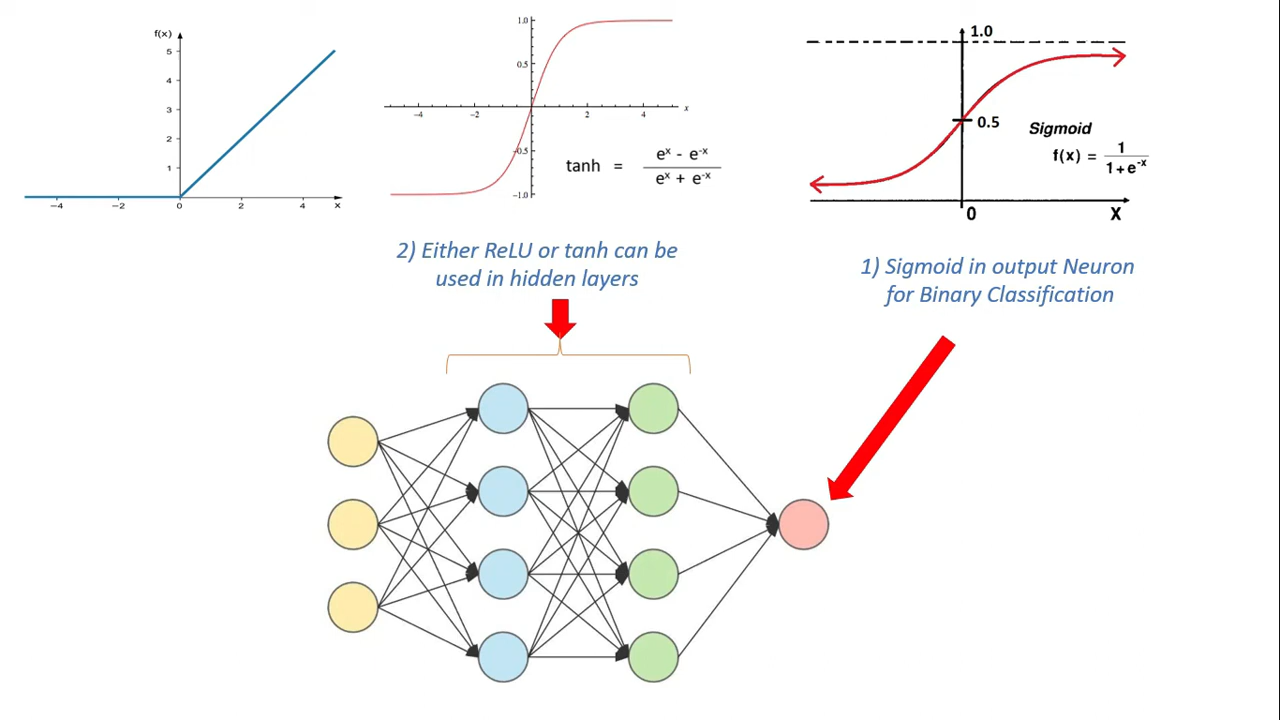 f(x)
5
4
3
2
1
−4 −2 0 2 4 x
1.0
0.5
−4 −2 2 4 x
−0.5
−1.0
tanh = e^x - e^-x / e^x + e^-x
1.0
0.5
Sigmoid
f(x) = 1 / 1+e^-x
0 X
2) Either ReLU or tanh can be
used in hidden layers
1) Sigmoid in output Neuron
for Binary Classification